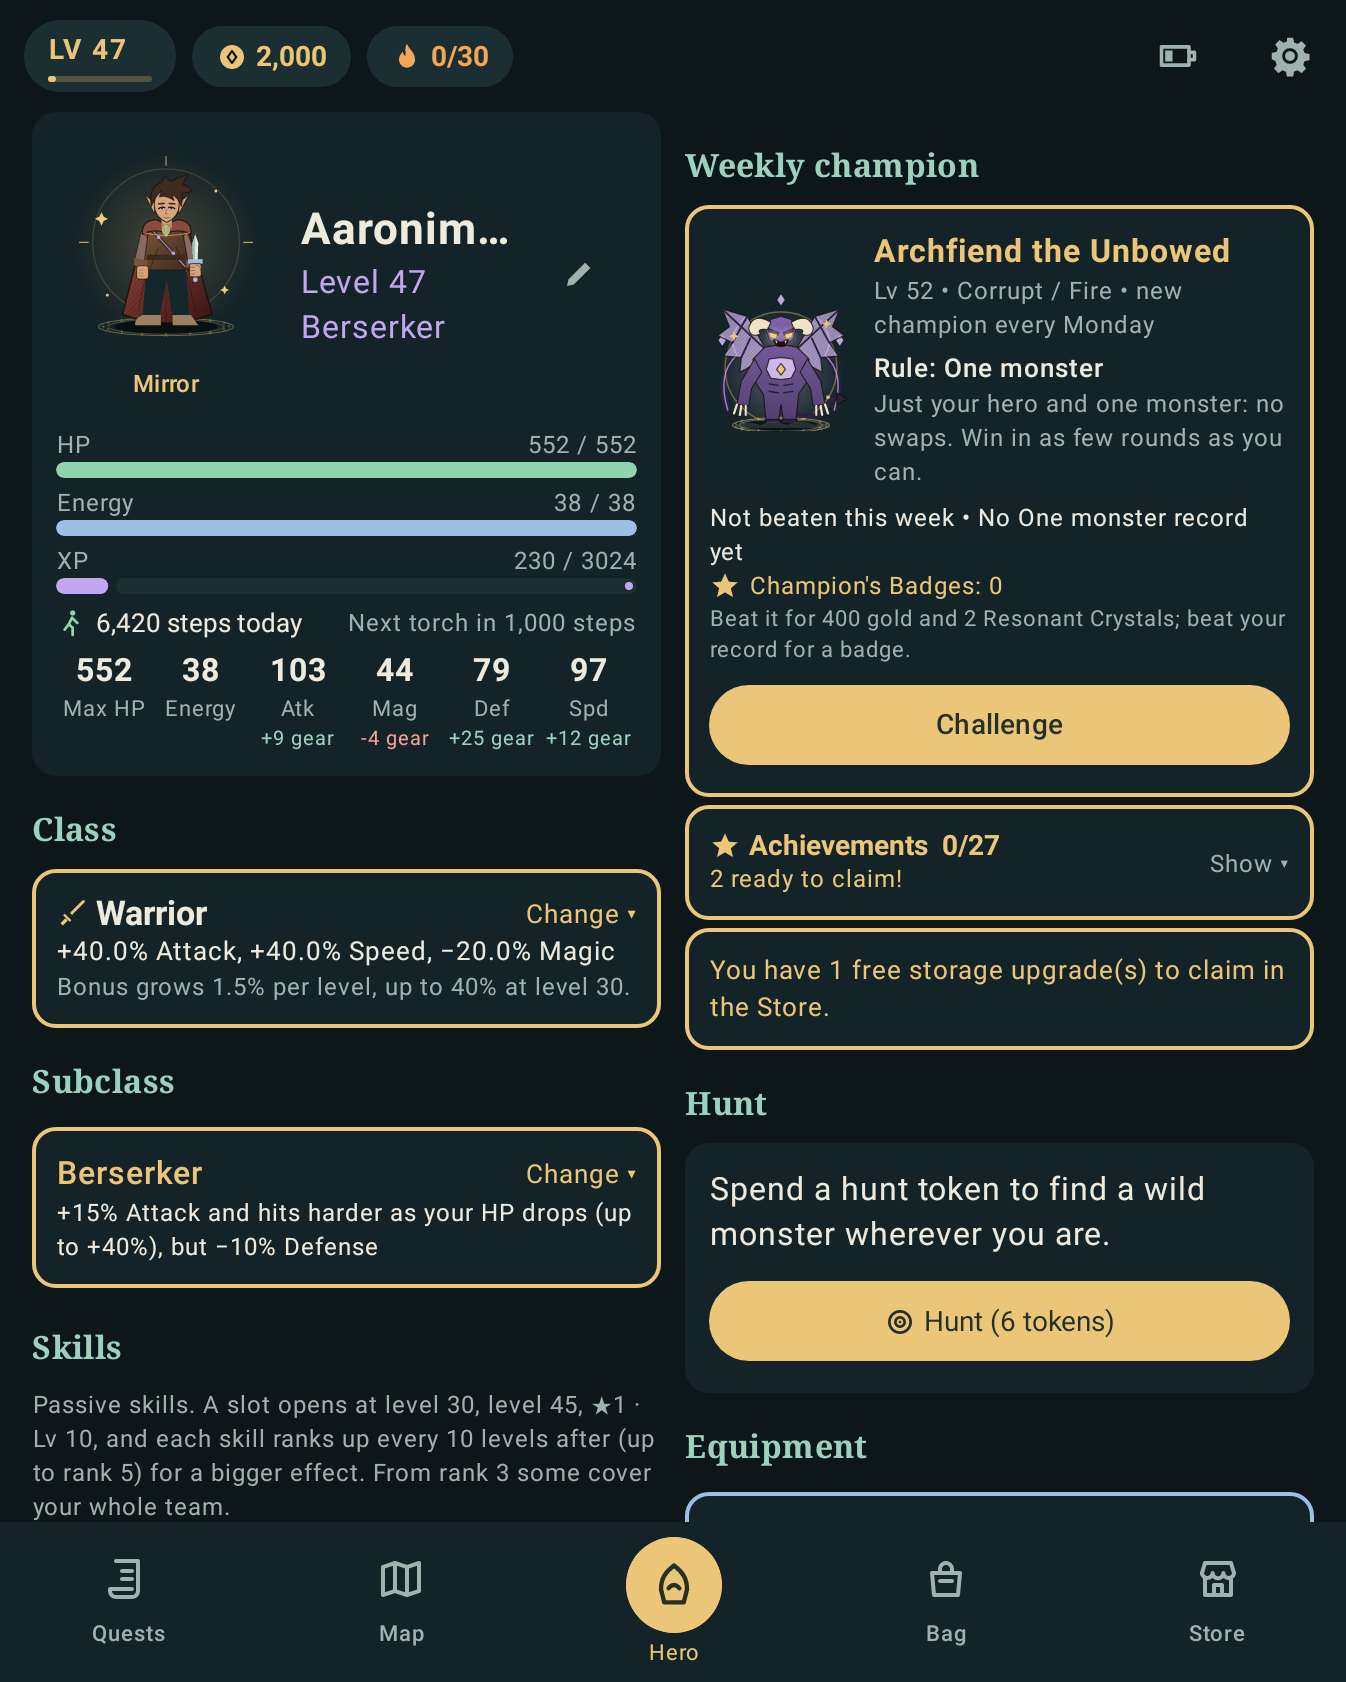 LV 47
2,000
0/30
Aaronim…
Level 47
Berserker
Mirror
HP 552 / 552
Energy 38 / 38
XP 230 / 3024
6,420 steps today Next torch in 1,000 steps
552 38 103 44 79 97
Max HP Energy Atk Mag Def Spd
+9 gear -4 gear +25 gear +12 gear
Class
Warrior Change ▾
+40.0% Attack, +40.0% Speed, −20.0% Magic
Bonus grows 1.5% per level, up to 40% at level 30.
Subclass
Berserker Change ▾
+15% Attack and hits harder as your HP drops (up
to +40%), but −10% Defense
Skills
Passive skills. A slot opens at level 30, level 45, ★1 ·
Lv 10, and each skill ranks up every 10 levels after (up
to rank 5) for a bigger effect. From rank 3 some cover
your whole team.
Weekly champion
Archfiend the Unbowed
Lv 52 • Corrupt / Fire • new
champion every Monday
Rule: One monster
Just your hero and one monster: no
swaps. Win in as few rounds as you
can.
Not beaten this week • No One monster record
yet
Champion's Badges: 0
Beat it for 400 gold and 2 Resonant Crystals; beat your
record for a badge.
Challenge
Achievements 0/27
2 ready to claim!
Show ▾
You have 1 free storage upgrade(s) to claim in
the Store.
Hunt
Spend a hunt token to find a wild
monster wherever you are.
Hunt (6 tokens)
Equipment
Quests
Map
Hero
Bag
Store